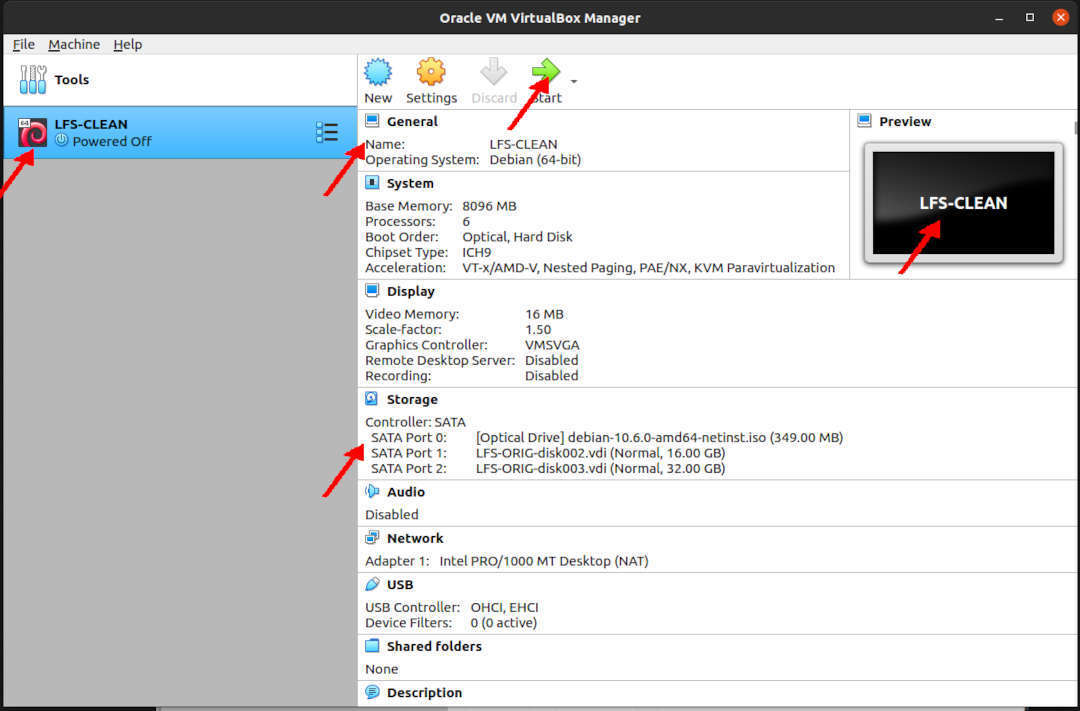 Oracle VM VirtualBox Manager
File Machine Help
Tools
New Settings Discard Start
64
LFS-CLEAN
Powered Off
General
Name: LFS-CLEAN
Operating System: Debian (64-bit)
Preview
LFS-CLEAN
System
Base Memory: 8096 MB
Processors: 6
Boot Order: Optical, Hard Disk
Chipset Type: ICH9
Acceleration: VT-x/AMD-V, Nested Paging, PAE/NX, KVM Paravirtualization
Display
Video Memory: 16 MB
Scale-factor: 1.50
Graphics Controller: VMSVGA
Remote Desktop Server: Disabled
Recording: Disabled
Storage
Controller: SATA
SATA Port 0: [Optical Drive] debian-10.6.0-amd64-netinst.iso (349.00 MB)
SATA Port 1: LFS-ORIG-disk002.vdi (Normal, 16.00 GB)
SATA Port 2: LFS-ORIG-disk003.vdi (Normal, 32.00 GB)
Audio
Disabled
Network
Adapter 1: Intel PRO/1000 MT Desktop (NAT)
USB
USB Controller: OHCI, EHCI
Device Filters: 0 (0 active)
Shared folders
None
Description